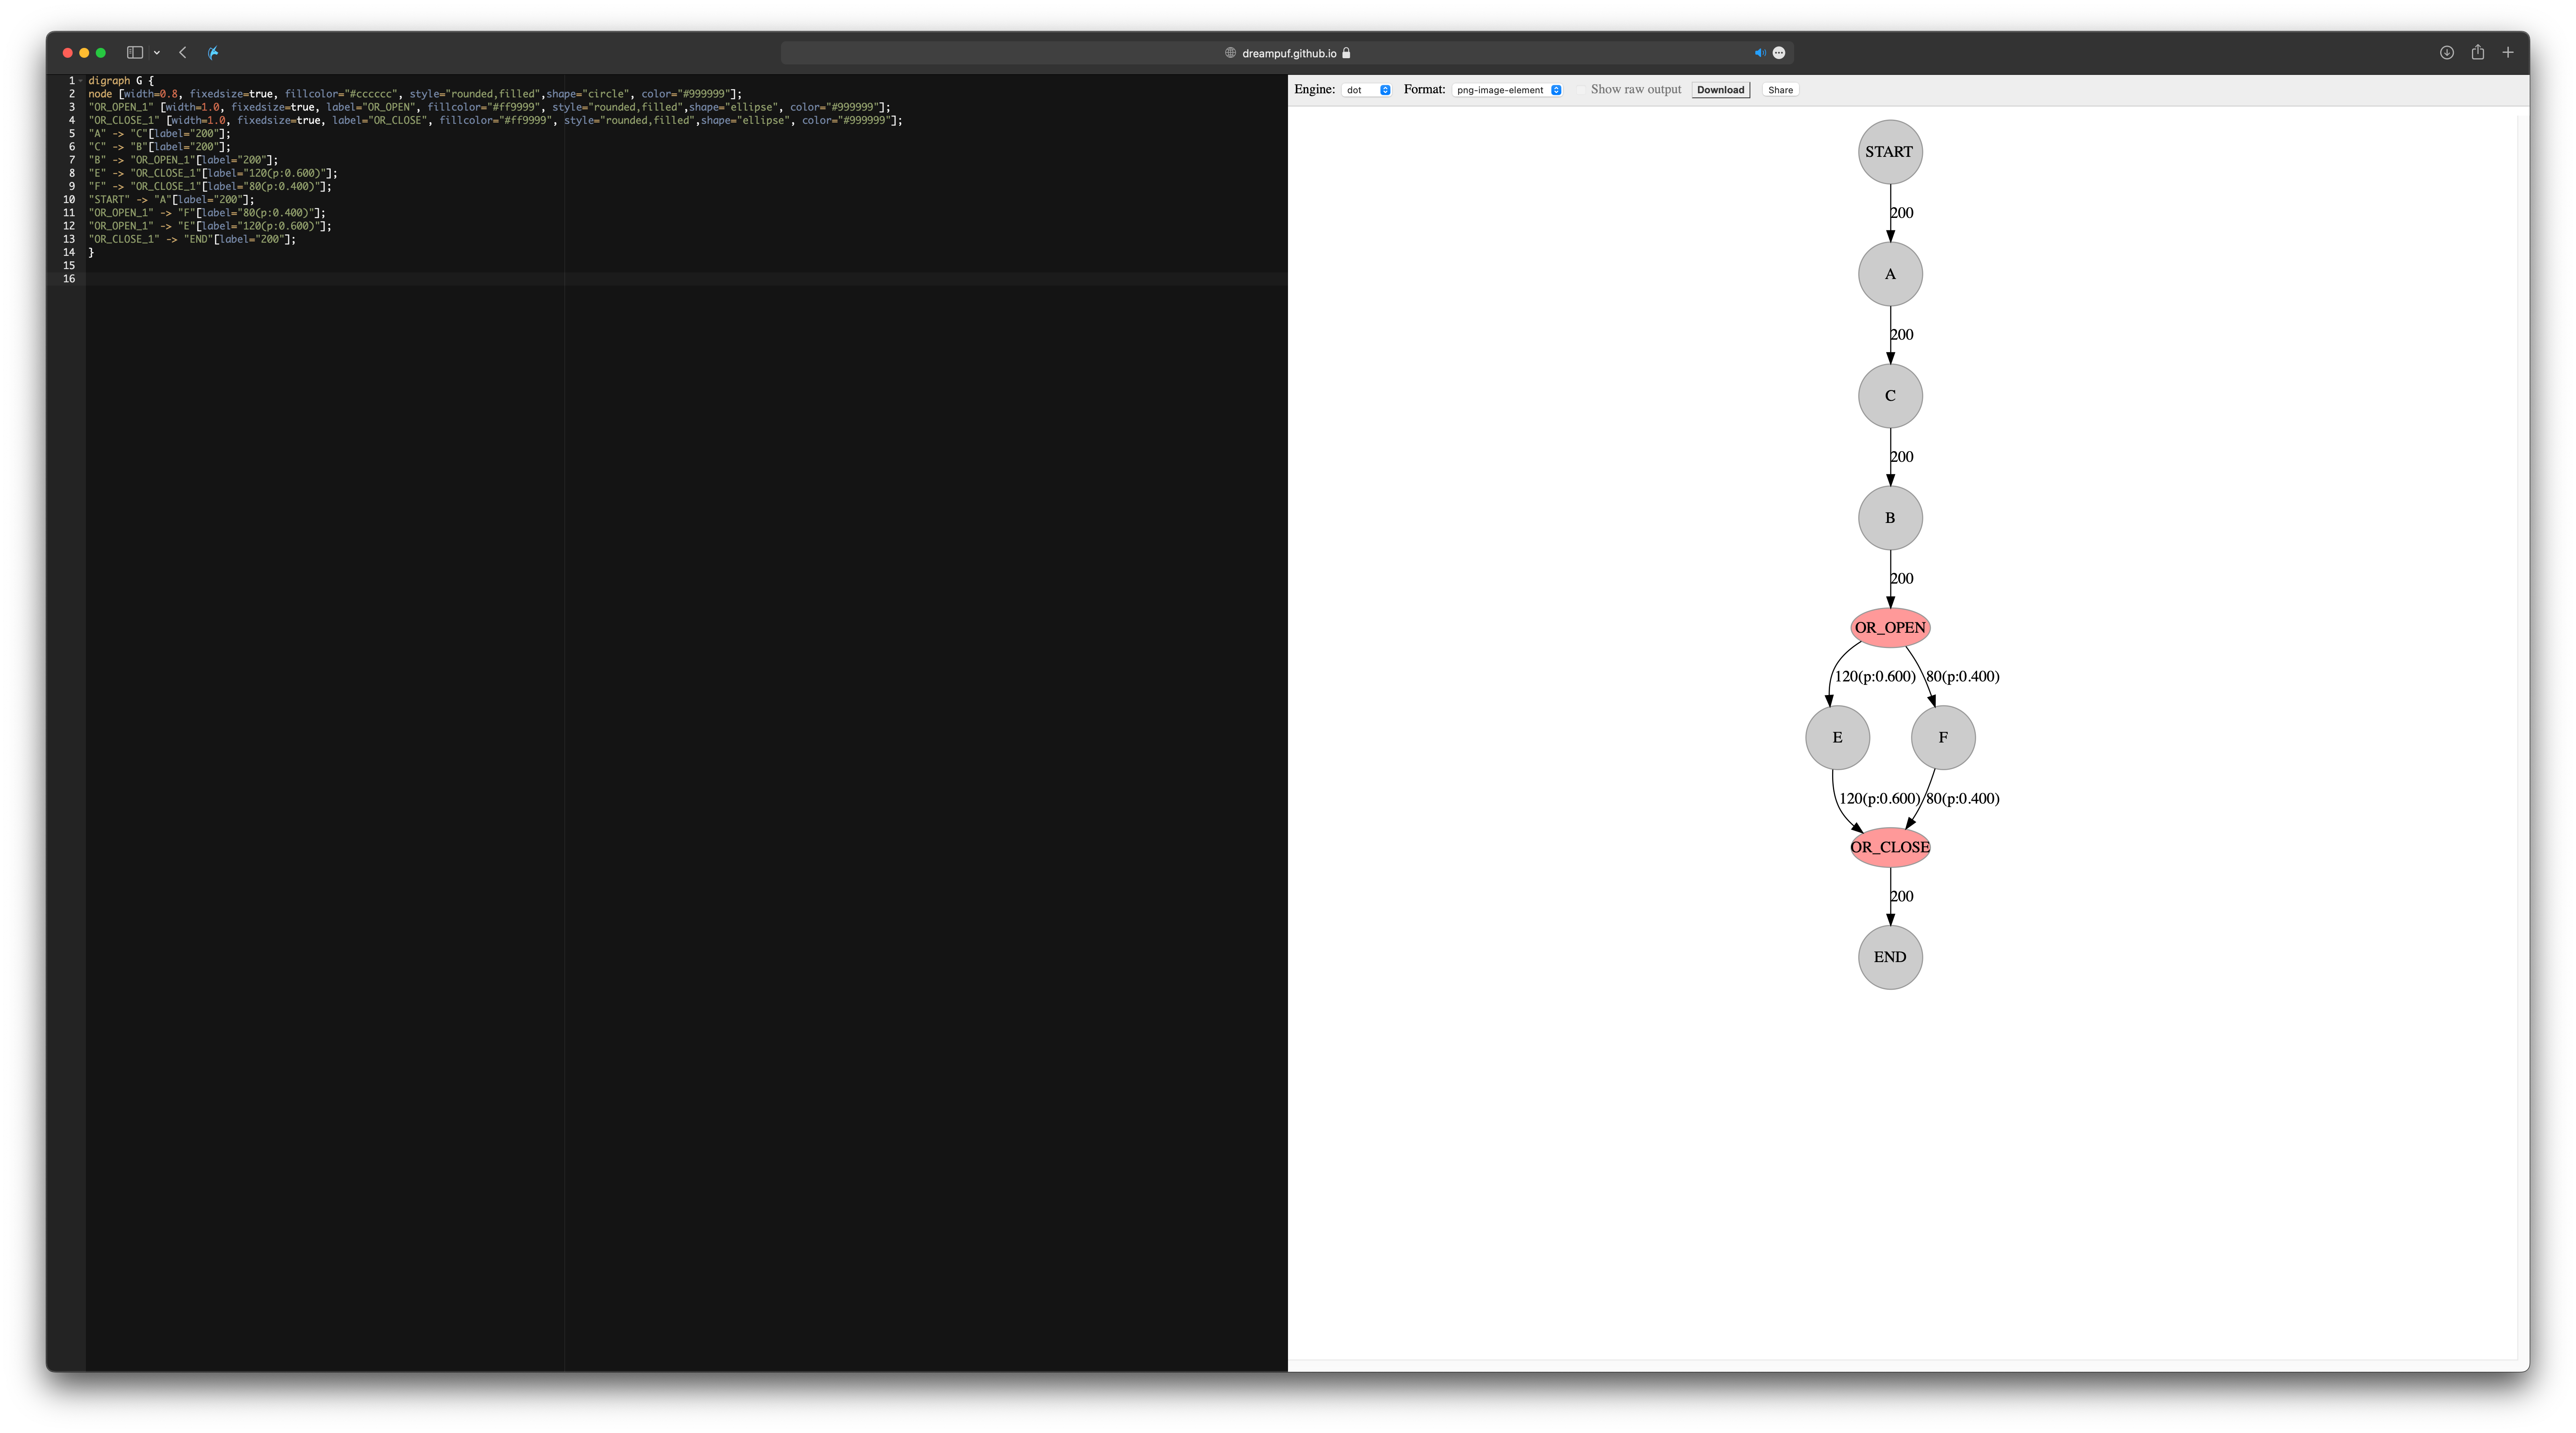 dreampuf.github.io
1 digraph G {
2 node [width=0.8, fixedsize=true, fillcolor="#cccccc", style="rounded,filled",shape="circle", color="#999999"];
3 "OR_OPEN_1" [width=1.0, fixedsize=true, label="OR_OPEN", fillcolor="#ff9999", style="rounded,filled",shape="ellipse", color="#999999"];
4 "OR_CLOSE_1" [width=1.0, fixedsize=true, label="OR_CLOSE", fillcolor="#ff9999", style="rounded,filled",shape="ellipse", color="#999999"];
5 "A" -> "C"[label="200"];
6 "C" -> "B"[label="200"];
7 "B" -> "OR_OPEN_1"[label="200"];
8 "E" -> "OR_CLOSE_1"[label="120(p:0.600)"];
9 "F" -> "OR_CLOSE_1"[label="80(p:0.400)"];
10 "START" -> "A"[label="200"];
11 "OR_OPEN_1" -> "F"[label="80(p:0.400)"];
12 "OR_OPEN_1" -> "E"[label="120(p:0.600)"];
13 "OR_CLOSE_1" -> "END"[label="200"];
14 }
15
16
Engine: dot Format: png-image-element Show raw output Download Share
START
200
A
200
C
200
B
200
OR_OPEN
120(p:0.600) 80(p:0.400)
E F
120(p:0.600) 80(p:0.400)
OR_CLOSE
200
END